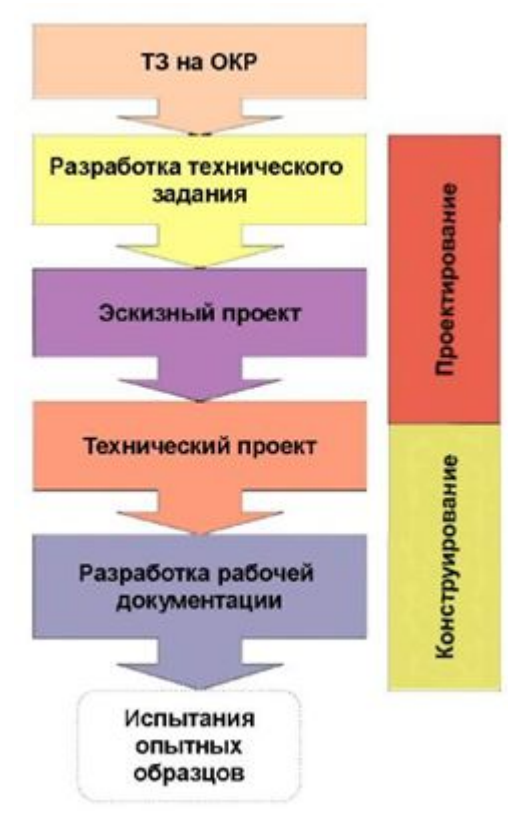 ТЗ на ОКР
Разработка технического
задания
Эскизный проект
Технический проект
Разработка рабочей
документации
Испытания
опытных
образцов
Проектирование
Конструирование